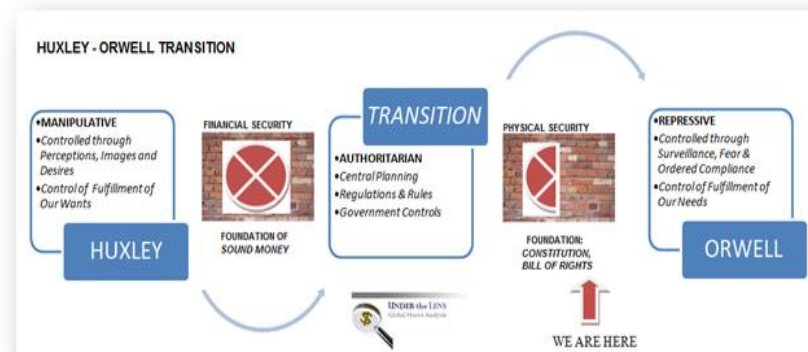 HUXLEY - ORWELL TRANSITION
•MANIPULATIVE
•Controlled through
Perceptions, Images and
Desires
•Control of Fulfillment of
Our Wants
HUXLEY
FINANCIAL SECURITY
FOUNDATION OF
SOUND MONEY
TRANSITION
•AUTHORITARIAN
•Central Planning
•Regulations & Rules
•Government Controls
UNDER the LENS
Global Macro Analysis
PHYSICAL SECURITY
FOUNDATION:
CONSTITUTION,
BILL OF RIGHTS
WE ARE HERE
•REPRESSIVE
•Controlled through
Surveillance, Fear &
Ordered Compliance
•Control of Fulfillment of
Our Needs
ORWELL